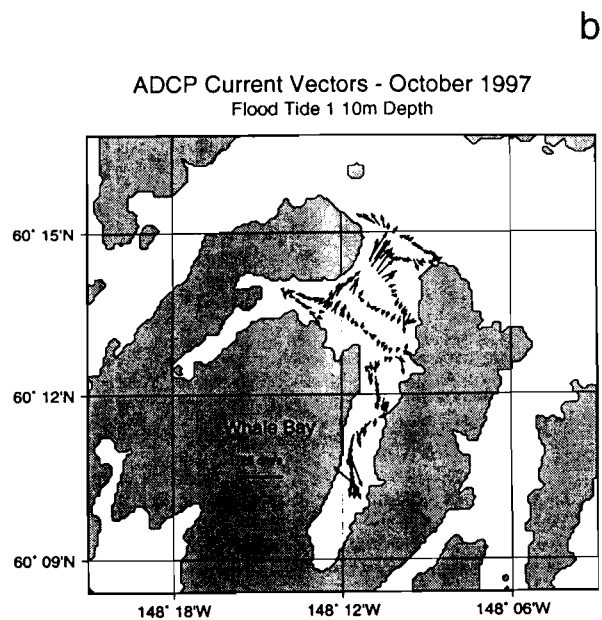 b
ADCP Current Vectors - October 1997
Flood Tide 1 10m Depth
60° 15'N
60° 12'N
Whale Bay
60° 09'N
148° 18'W 148° 12'W 148° 06'W